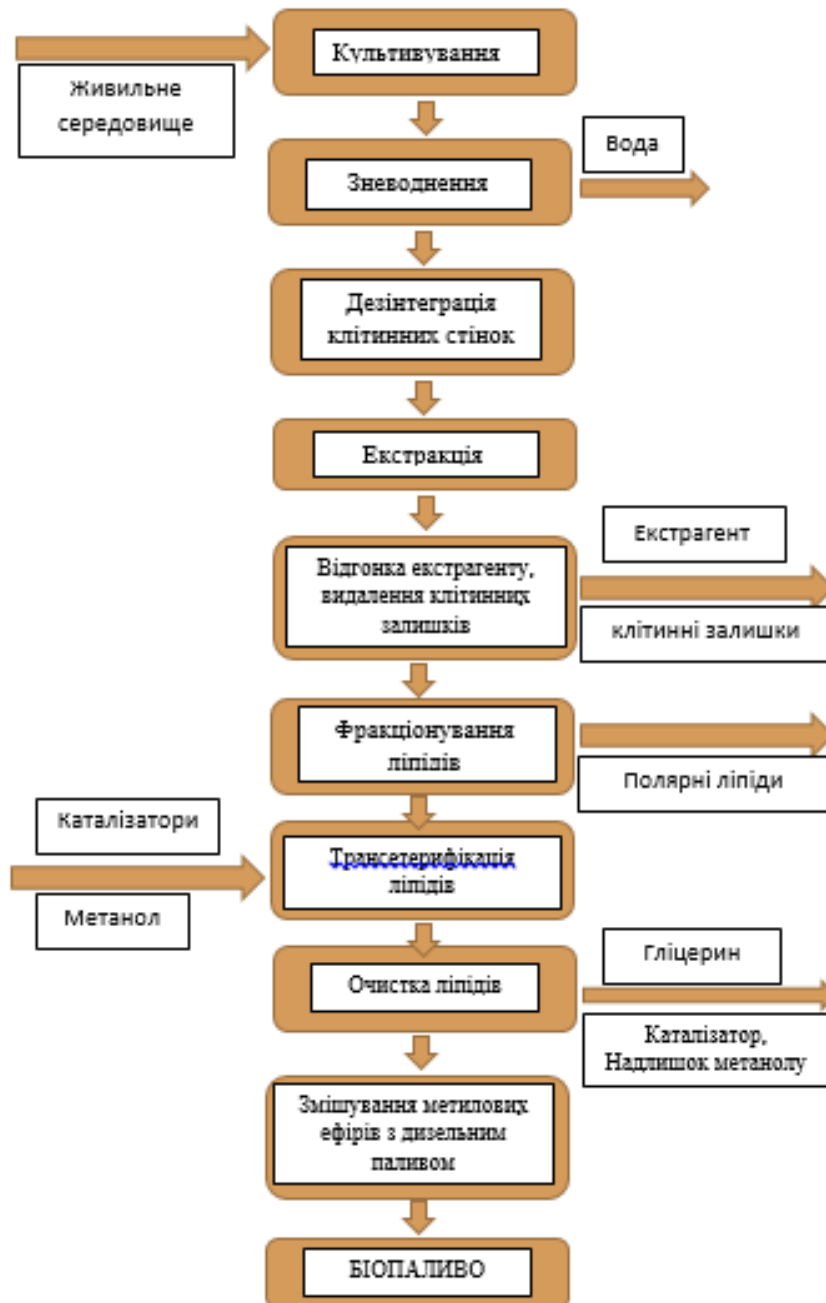 Культивування
Живильне
середовище
Зневоднення
Вода
Дезінтеграція
клітинних стінок
Екстракція
Відгонка екстрагенту,
видалення клітинних
залишків
Екстрагент
клітинні залишки
Фракціонування
ліпідів
Полярні ліпіди
Каталізатори
Метанол
Трансетерифікація
ліпідів
Очистка ліпідів
Гліцерин
Каталізатор,
Надлишок метанолу
Змішування метилових
ефірів з дизельним
паливом
БІОПАЛИВО